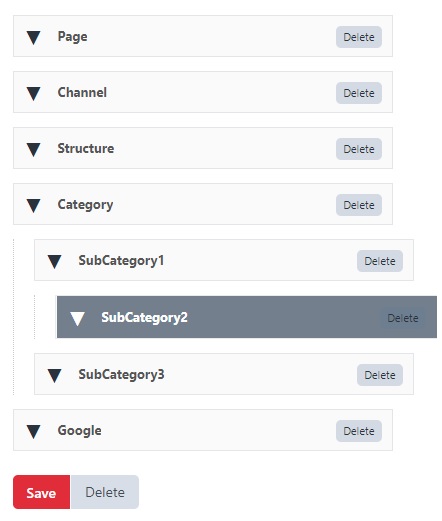 Page Delete
Channel Delete
Structure Delete
Category Delete
SubCategory1 Delete
SubCategory2 Delete
SubCategory3 Delete
Google Delete
Save Delete